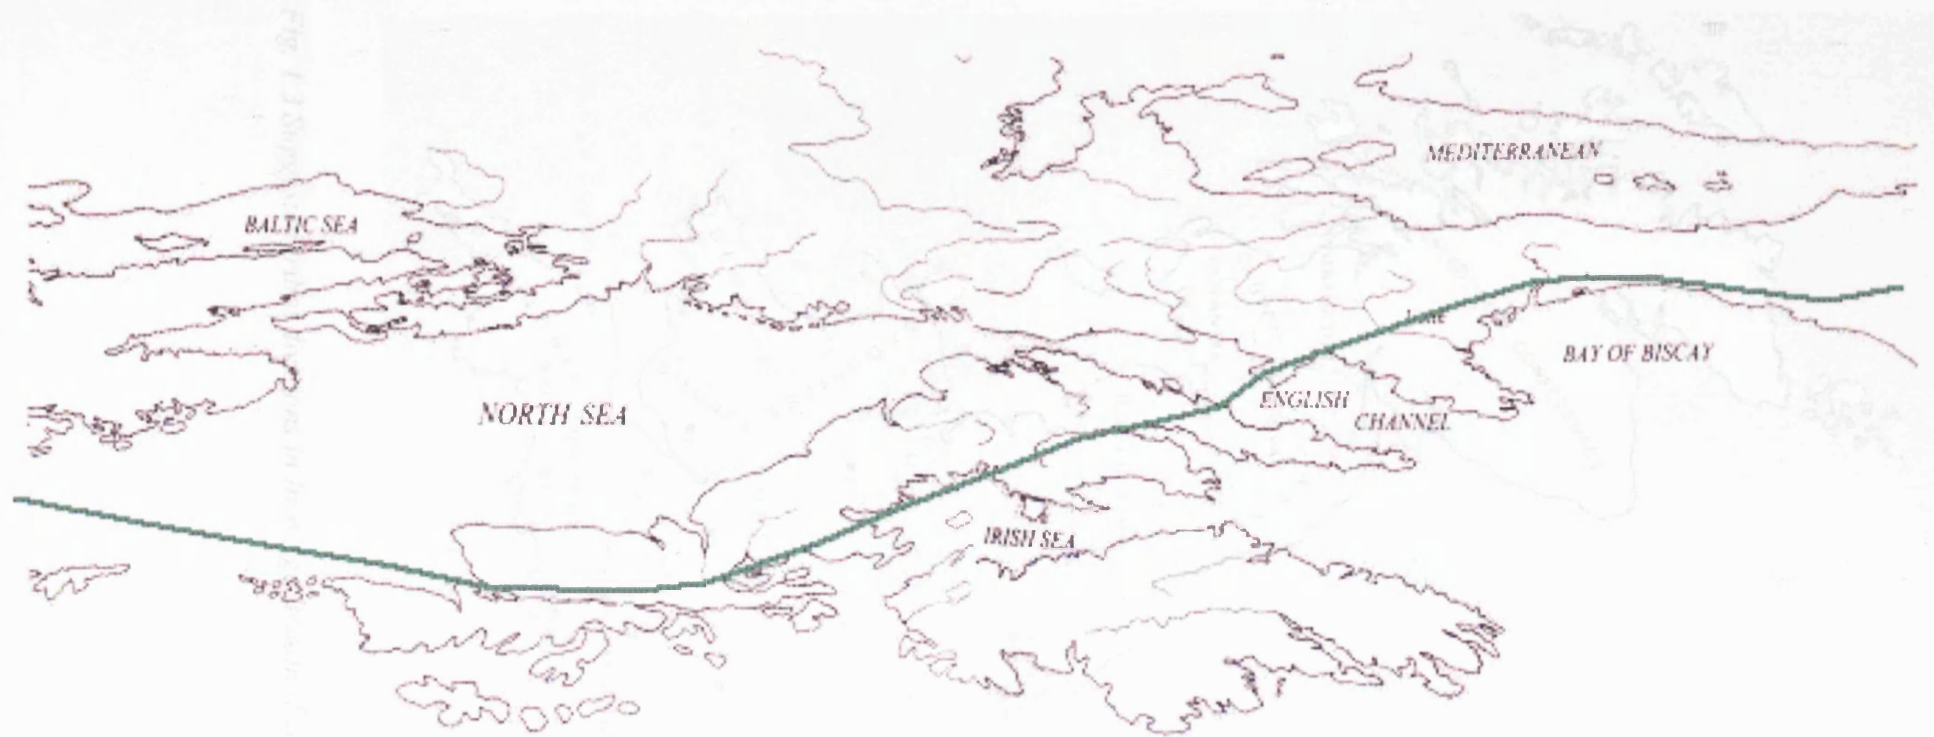 MEDITERRANEAN
BALTIC SEA
BAY OF BISCAY
ENGLISH
CHANNEL
NORTH SEA
IRISH SEA